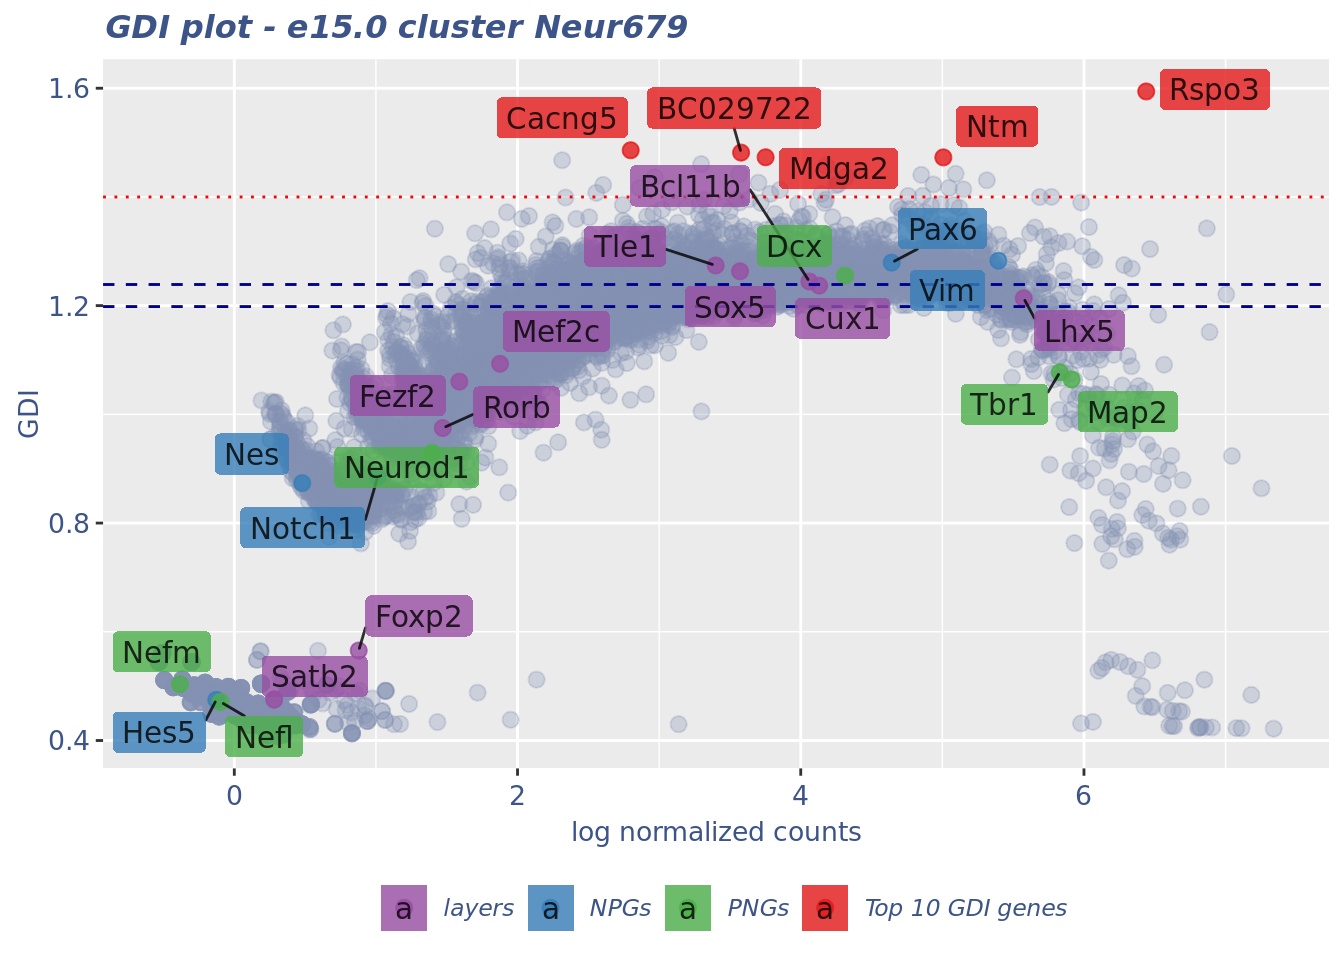 GDI plot - e15.0 cluster Neur679
1.6
1.2
0.8
0.4
GDI
Rspo3
BC029722
Cacng5
Ntm
Mdga2
Bcl11b
Pax6
Tle1
Dcx
Vim
Sox5
Cux1
Mef2c
Lhx5
Fezf2
Rorb
Tbr1
Map2
Nes
Neurod1
Notch1
Foxp2
Nefm
Satb2
Hes5
Nefl
0
2
4
6
log normalized counts
a layers a NPGs a PNGs a Top 10 GDI genes